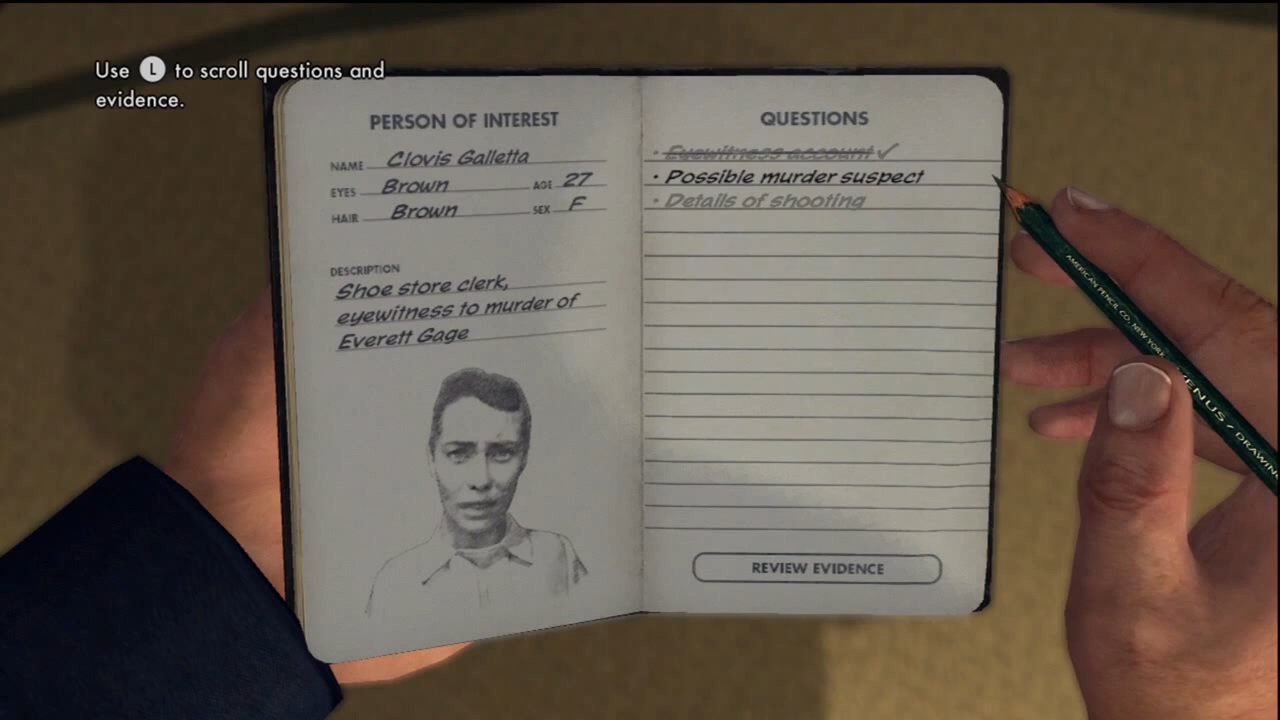 Use L to scroll questions and
evidence.
PERSON OF INTEREST
NAME Clovis Galletta
EYES Brown AGE 27
HAIR Brown SEX F
DESCRIPTION
Shoe store clerk,
eyewitness to murder of
Everett Gage
QUESTIONS
• Eyewitness account ✓
• Possible murder suspect
• Details of shooting
REVIEW EVIDENCE
AMERICAN PENCIL CO. NEW YORK
VENUS / DRAWING